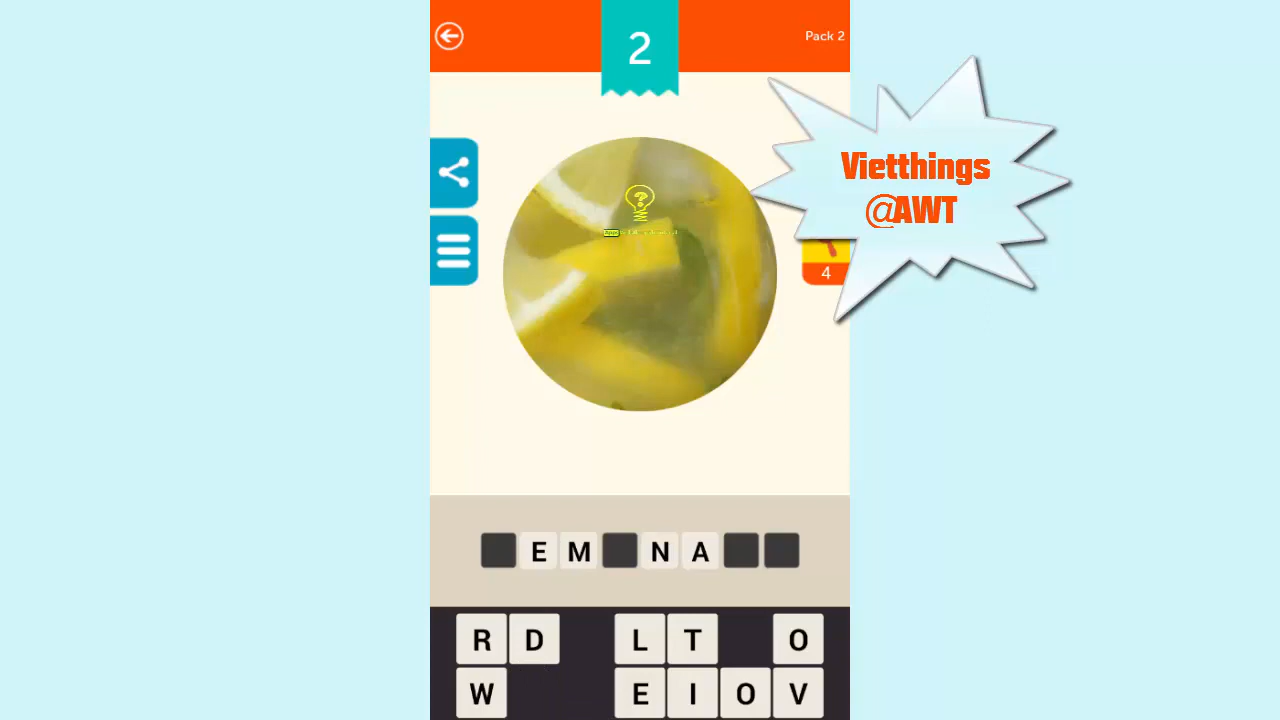 2
Pack 2
Vietthings
@AWT
?
4
E M N A
R D L T O
W E I O V